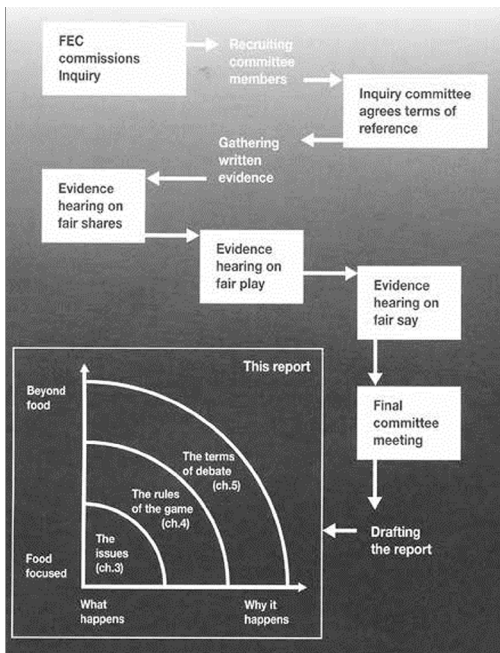 FEC
commissions
Inquiry
Recruiting
committee
members
Inquiry committee
agrees terms of
reference
Gathering
written
evidence
Evidence
hearing on
fair shares
Evidence
hearing on
fair play
Evidence
hearing on
fair say
Final
committee
meeting
Drafting
the report
This report
Beyond
food
The terms
of debate
(ch.5)
The rules
of the game
(ch.4)
The
issues
(ch.3)
Food
focused
What
happens
Why it
happens